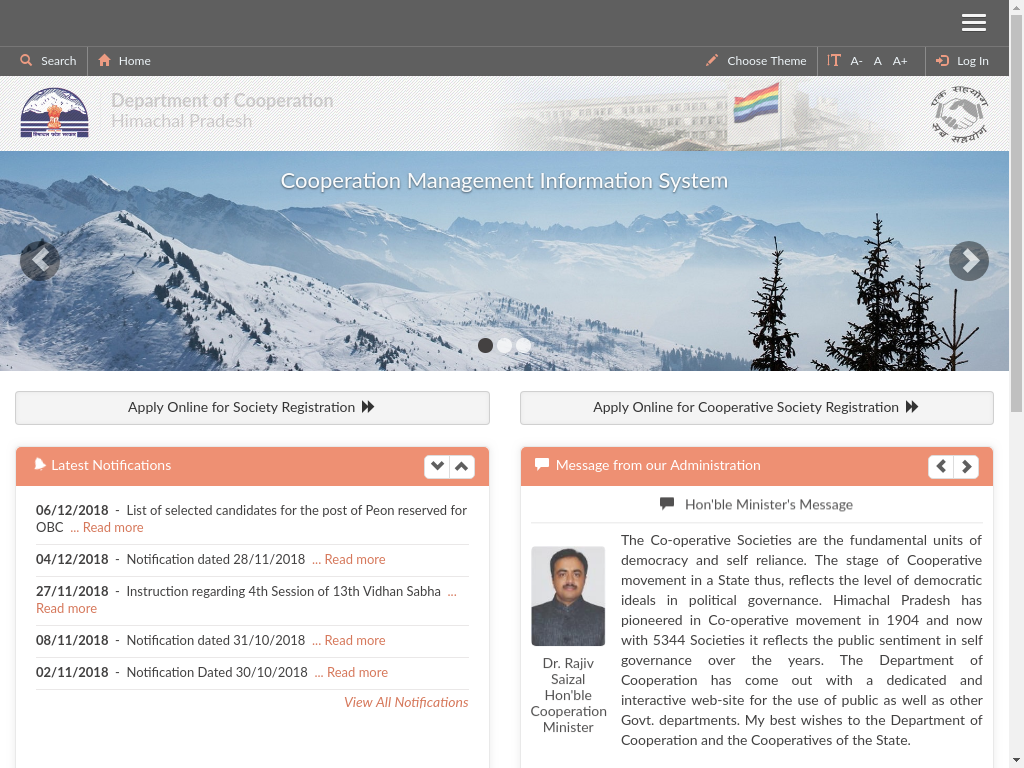 Search Home Choose Theme A- A A+ Log In
Department of Cooperation
Himachal Pradesh
एक सहयोग
सब सहयोग
Cooperation Management Information System
Apply Online for Society Registration
Apply Online for Cooperative Society Registration
Latest Notifications
06/12/2018 - List of selected candidates for the post of Peon reserved for
OBC ... Read more
04/12/2018 - Notification dated 28/11/2018 ... Read more
27/11/2018 - Instruction regarding 4th Session of 13th Vidhan Sabha ...
Read more
08/11/2018 - Notification dated 31/10/2018 ... Read more
02/11/2018 - Notification Dated 30/10/2018 ... Read more
View All Notifications
Message from our Administration
Hon'ble Minister's Message
Dr. Rajiv
Saizal
Hon'ble
Cooperation
Minister
The Co-operative Societies are the fundamental units of
democracy and self reliance. The stage of Cooperative
movement in a State thus, reflects the level of democratic
ideals in political governance. Himachal Pradesh has
pioneered in Co-operative movement in 1904 and now
with 5344 Societies it reflects the public sentiment in self
governance over the years. The Department of
Cooperation has come out with a dedicated and
interactive web-site for the use of public as well as other
Govt. departments. My best wishes to the Department of
Cooperation and the Cooperatives of the State.